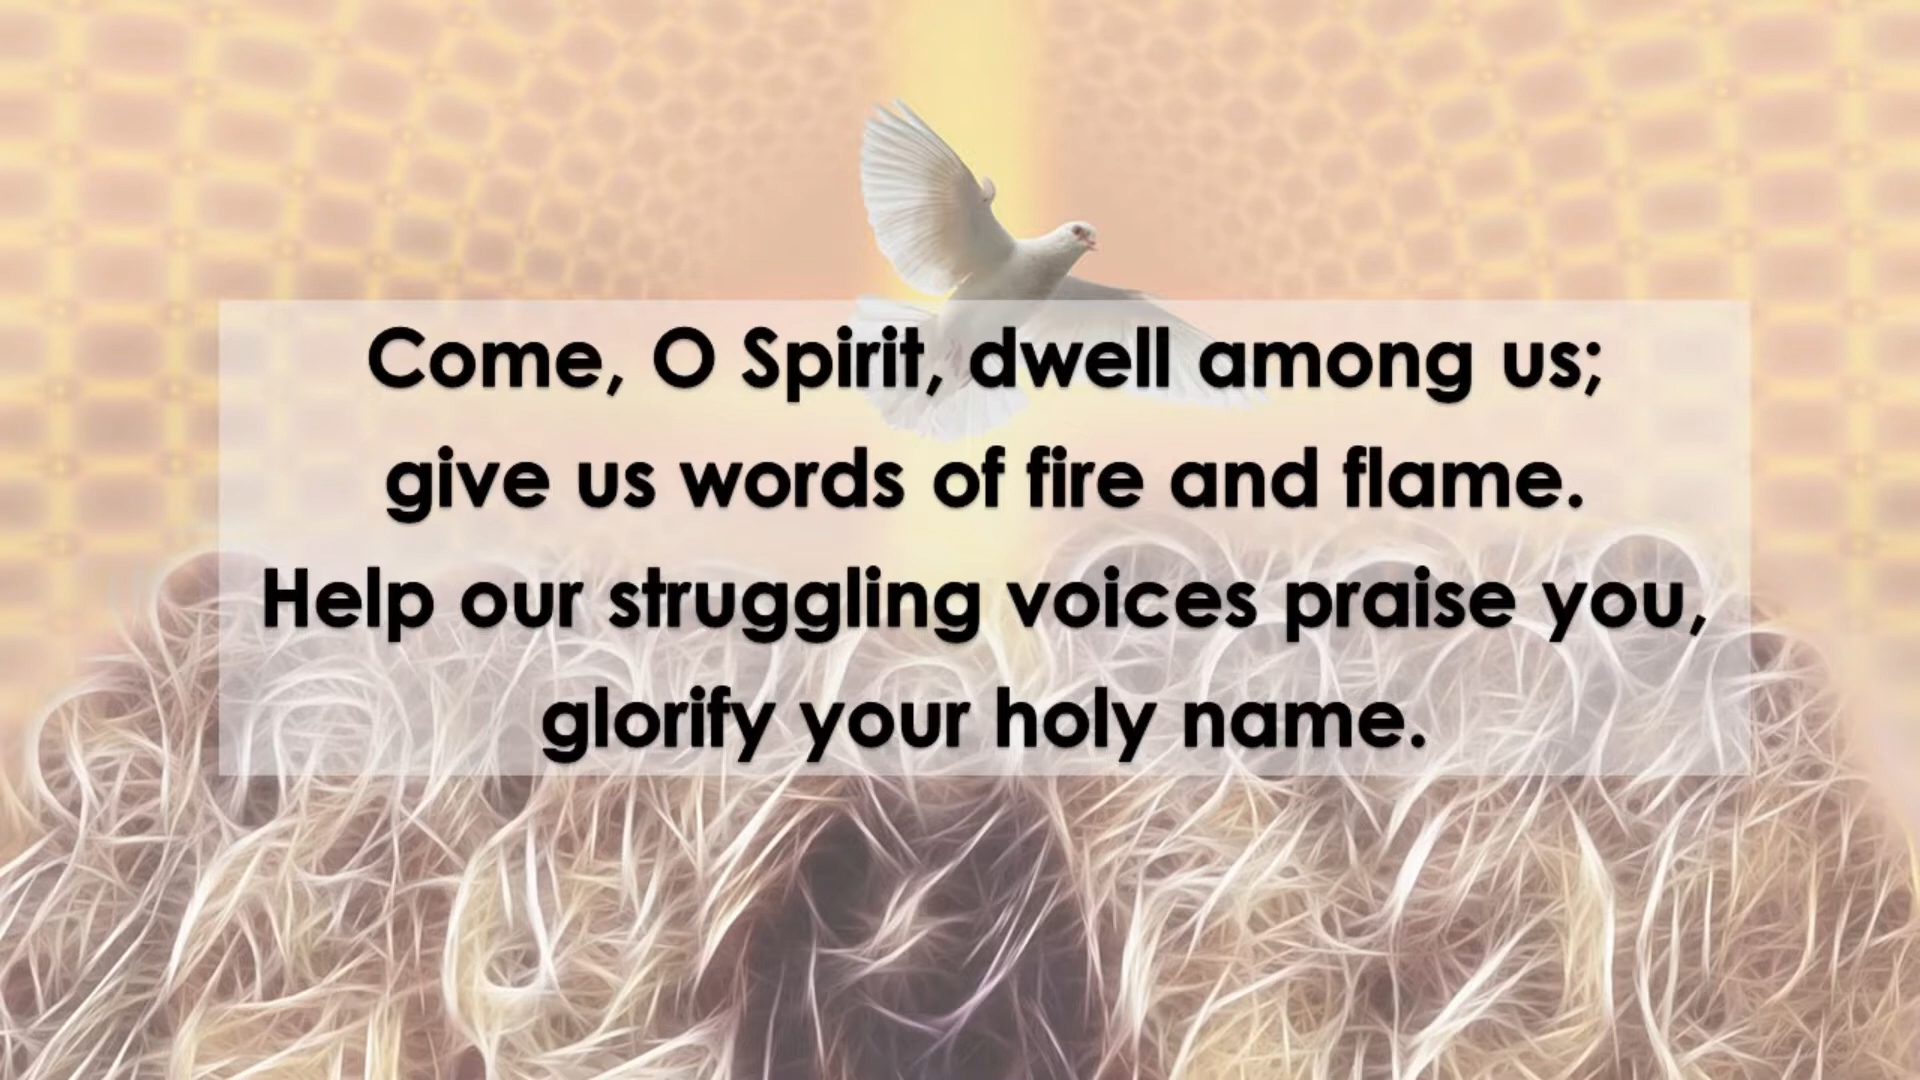 Come, O Spirit, dwell among us;
give us words of fire and flame.
Help our struggling voices praise you,
glorify your holy name.